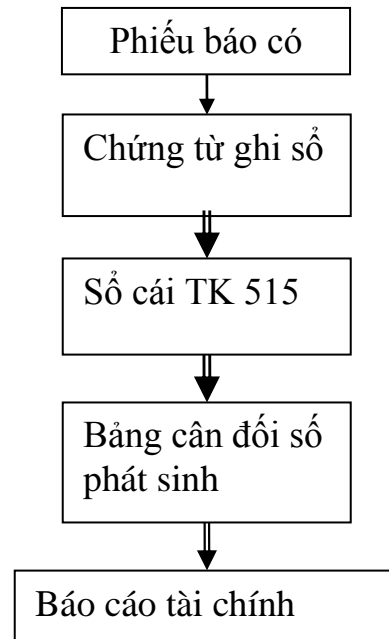 Phiếu báo có
Chứng từ ghi sổ
Sổ cái TK 515
Bảng cân đối số
phát sinh
Báo cáo tài chính